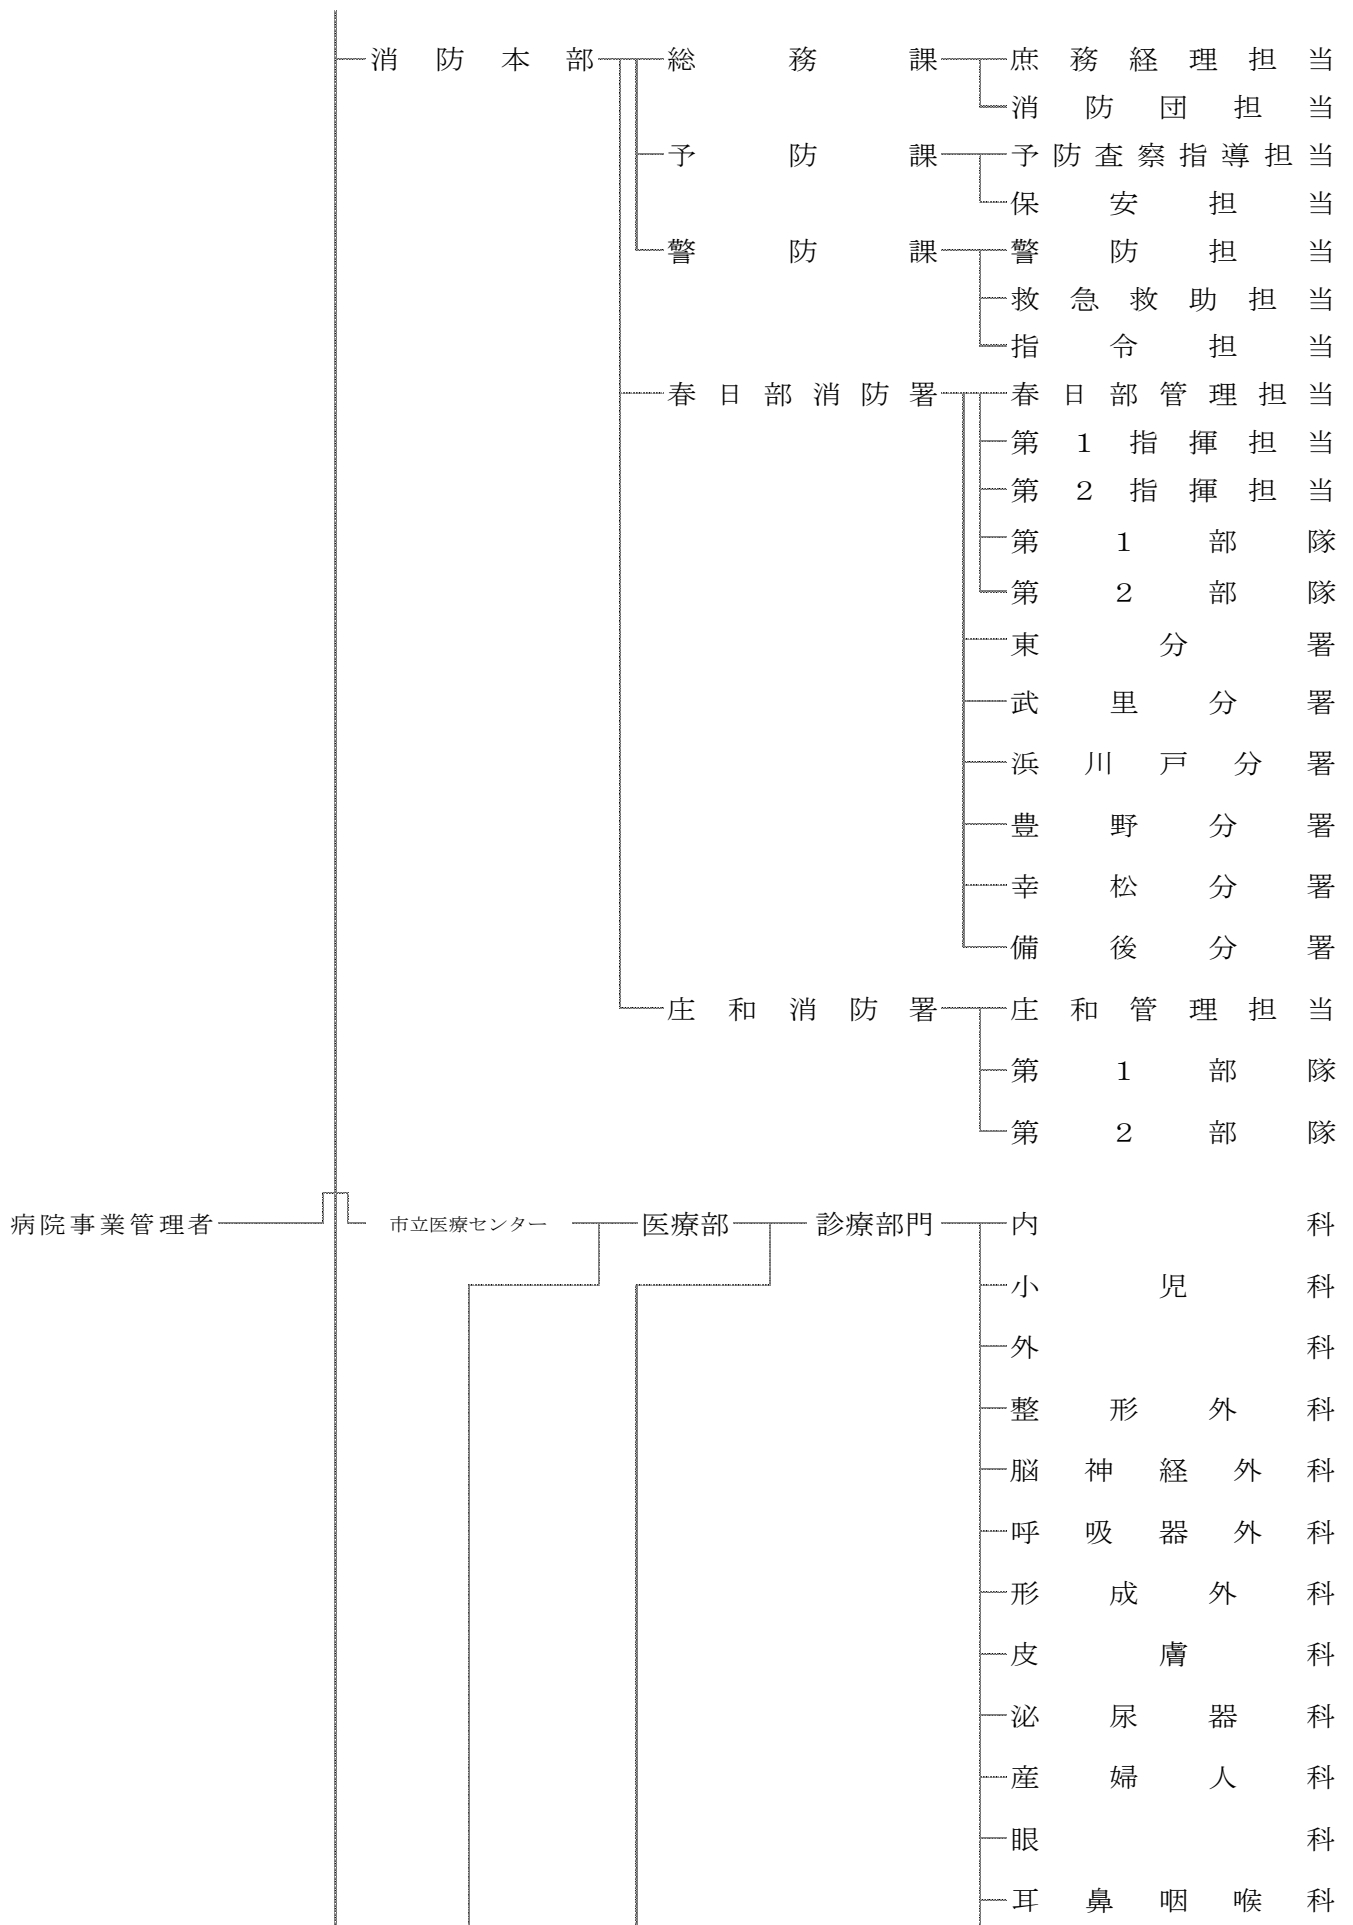 消防本部 総務課 庶務経理担当
消防団担当
予防課 予防査察指導担当
保安担当
警防課 警防担当
救急救助担当
指令担当
春日部消防署 春日部管理担当
第1指揮担当
第2指揮担当
第1部隊
第2部隊
東分署
武里分署
浜川戸分署
豊野分署
幸松分署
備後分署
庄和消防署 庄和管理担当
第1部隊
第2部隊
病院事業管理者 市立医療センター 医療部 診療部門 内科
小児科
外科
整形外科
脳神経外科
呼吸器外科
形成外科
皮膚科
泌尿器科
産婦人科
眼科
耳鼻咽喉科